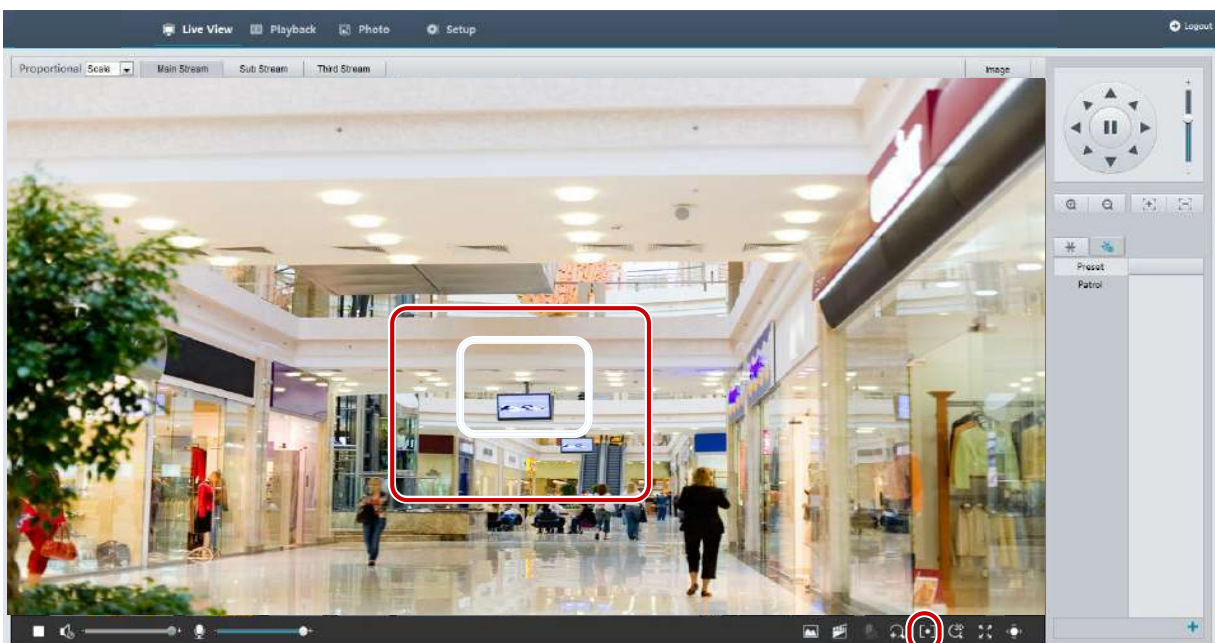 Live View Playback Photo Setup Logout
Proportional Scale Main Stream Sub Stream Third Stream Image
Preset
Patrol